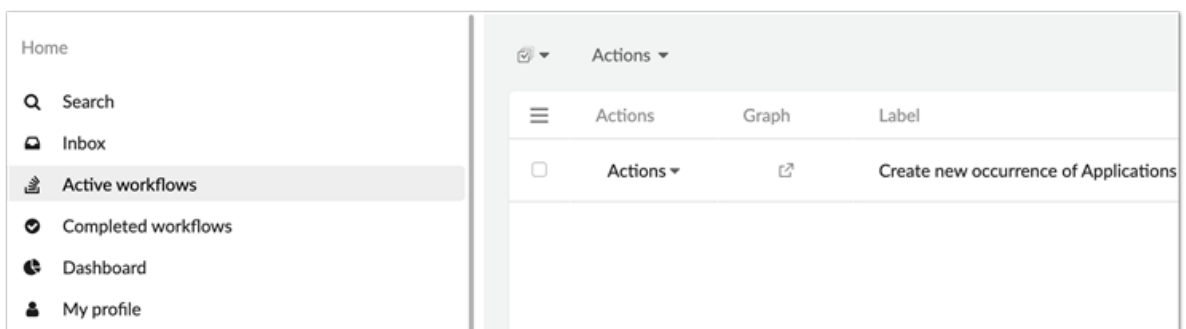 Home
Search
Inbox
Active workflows
Completed workflows
Dashboard
My profile
Actions
Actions Graph Label
Actions Create new occurrence of Applications